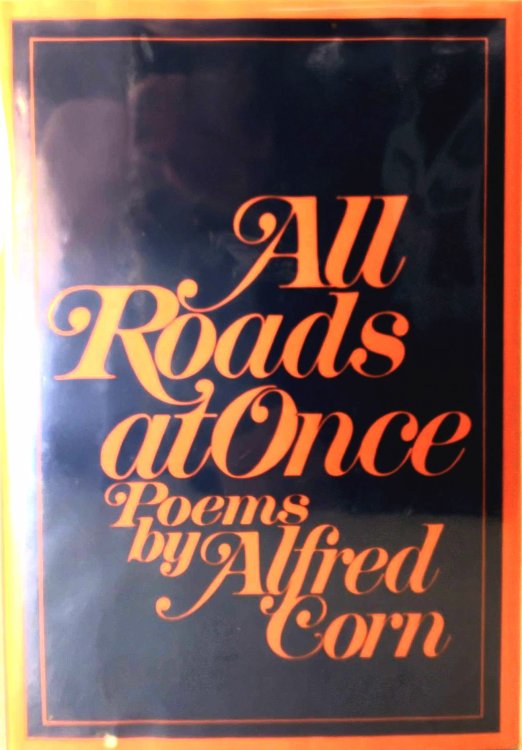 All
Roads
at Once
Poems
by Alfred
Corn